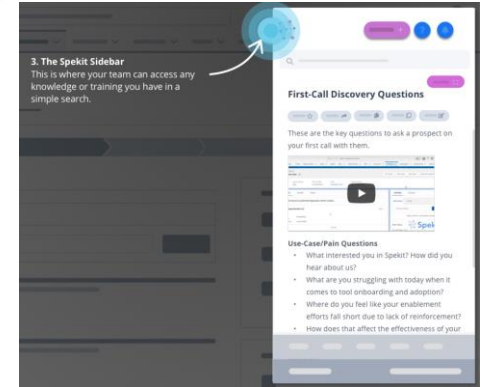 3. The Spekit Sidebar
This is where your team can access any
knowledge or training you have in a
simple search.
First-Call Discovery Questions
These are the key questions to ask a prospect on
your first call with them.
Spek
Use-Case/Pain Questions
• What interested you in Spekit? How did you
hear about us?
• What are you struggling with today when it
comes to tool onboarding and adoption?
• Where do you feel like your enablement
efforts fall short due to lack of reinforcement?
• How does that affect the effectiveness of your